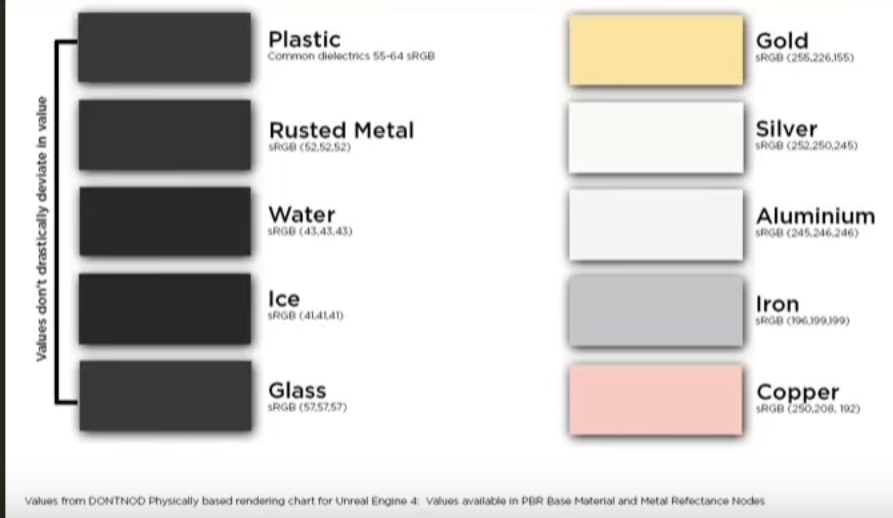 Values don't drastically deviate in value
Plastic
Common dielectrics 55-64 sRGB
Rusted Metal
sRGB (52,52,52)
Water
sRGB (43,43,43)
Ice
sRGB (41,41,41)
Glass
sRGB (57,57,57)
Gold
sRGB (255,226,155)
Silver
sRGB (252,250,245)
Aluminium
sRGB (245,246,246)
Iron
sRGB (196,199,199)
Copper
sRGB (250,208, 192)
Values from DONTNOD Physically based rendering chart for Unreal Engine 4:  Values available in PBR Base Material and Metal Refectance Nodes